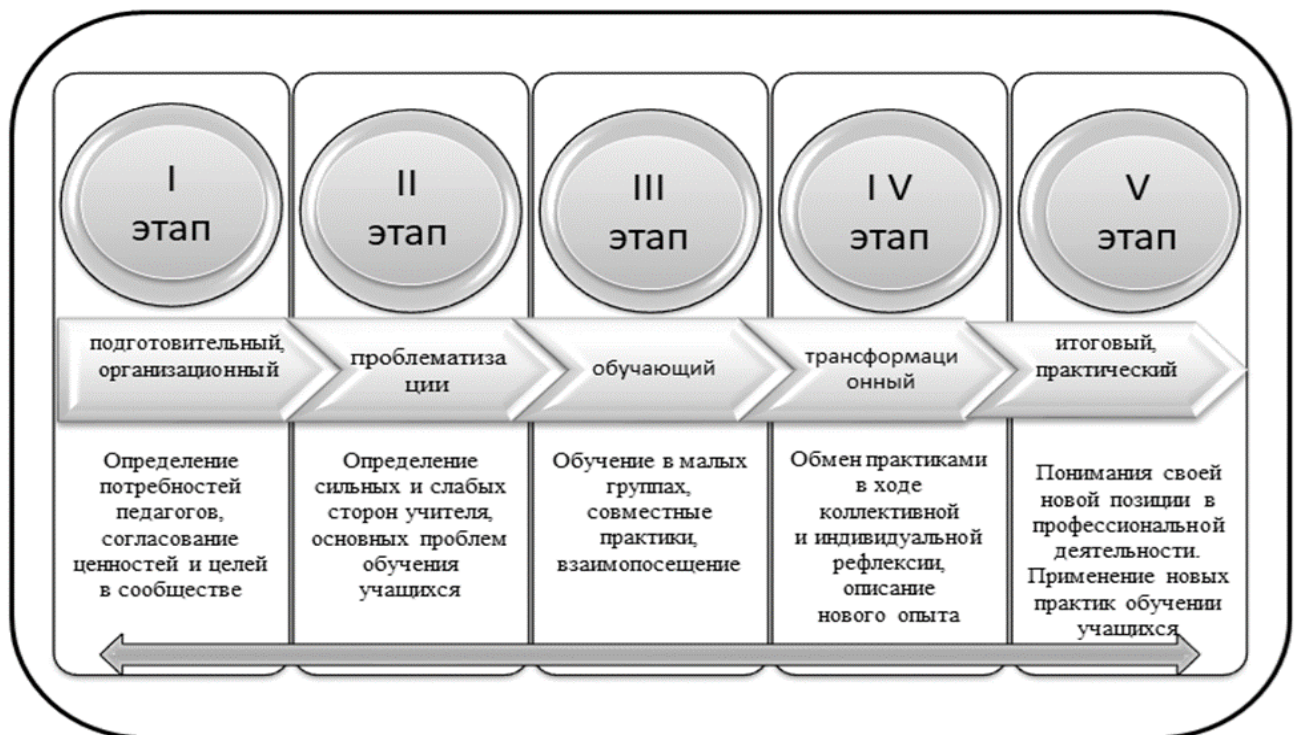 I
этап
II
этап
III
этап
I V
этап
V
этап
подготовительный,
организационный
проблематиза
ции
обучающий
трансформаци
онный
итоговый,
практический
Определение
потребностей
педагогов,
согласование
ценностей и целей
в сообществе
Определение
сильных и слабых
сторон учителя,
основных проблем
обучения
учащихся
Обучение в малых
группах,
совместные
практики,
взаимопосещение
Обмен практиками
в ходе
коллективной
и индивидуальной
рефлексии,
описание
нового опыта
Понимания своей
новой позиции в
профессиональной
деятельности.
Применение новых
практик обучении
учащихся